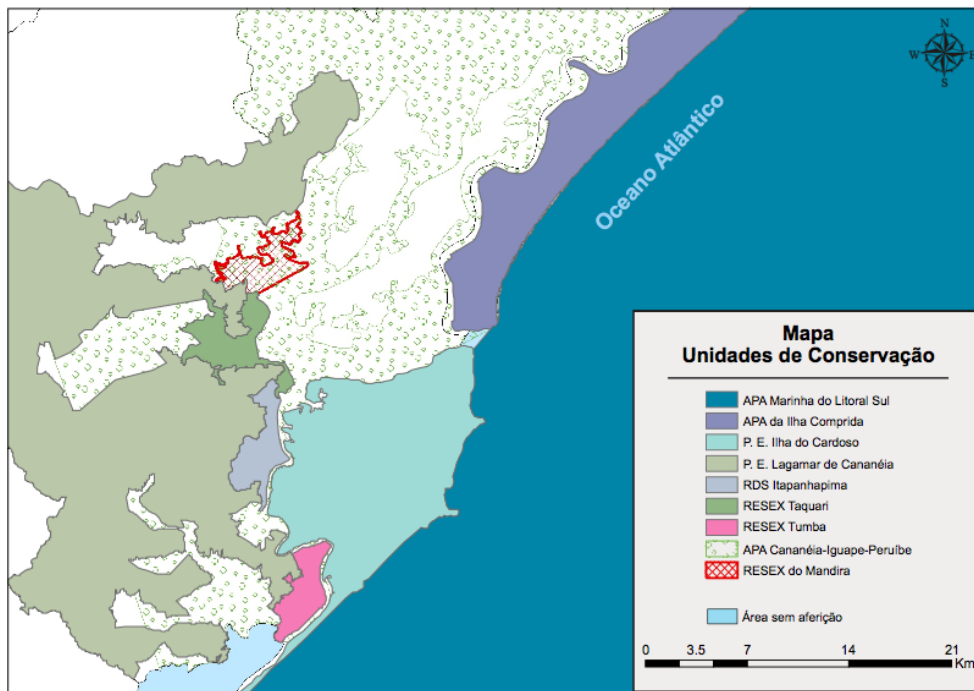 N
W
E
S
Oceano Atlântico
Mapa
Unidades de Conservação
APA Marinha do Litoral Sul
APA da Ilha Comprida
P. E. Ilha do Cardoso
P. E. Lagamar de Cananéia
RDS Itapanhapima
RESEX Taquari
RESEX Tumba
APA Cananéia-Iguape-Peruíbe
RESEX do Mandira
Área sem aferição
0 3.5 7 14 21
Km